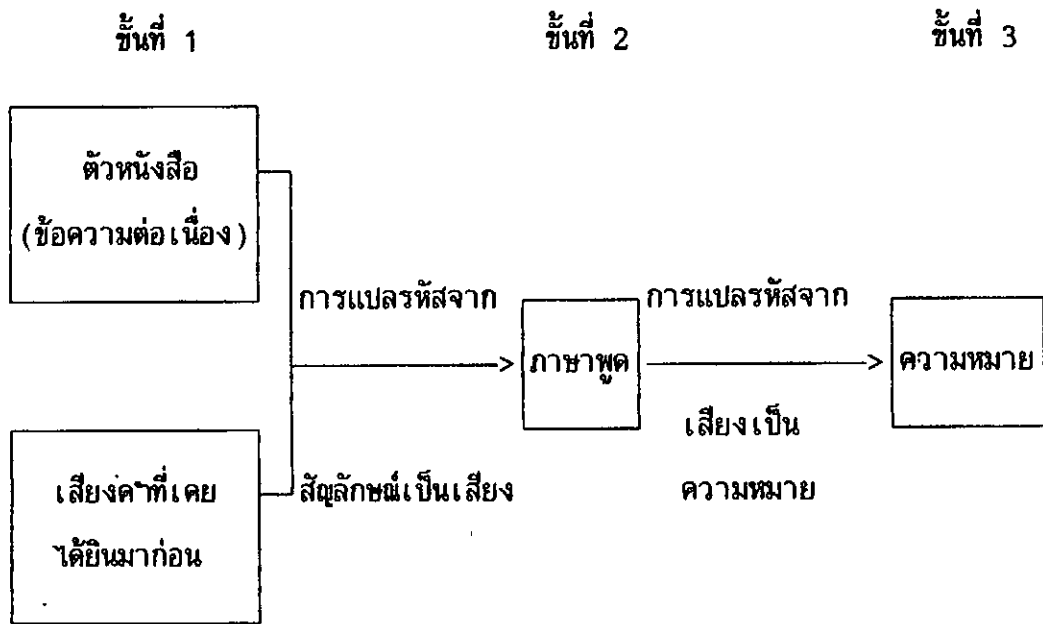 ขั้นที่ 1 ขั้นที่ 2 ขั้นที่ 3
ตัวหนังสือ
(ข้อความต่อเนื่อง)
การแปลรหัสจาก
สัญลักษณ์เป็นเสียง
เสียงต่างๆที่เคย
ได้ยินมาก่อน
ภาษาพูด
การแปลรหัสจาก
เสียงเป็น
ความหมาย
ความหมาย